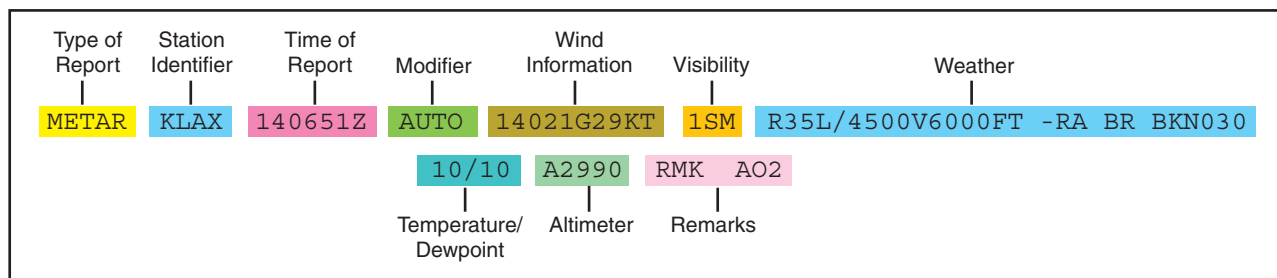 Type of Report
Station Identifier
Time of Report
Modifier
Wind Information
Visibility
Weather
METAR KLAX 140651Z AUTO 14021G29KT 1SM R35L/4500V6000FT -RA BR BKN030
10/10 A2990 RMK AO2
Temperature/ Dewpoint
Altimeter
Remarks